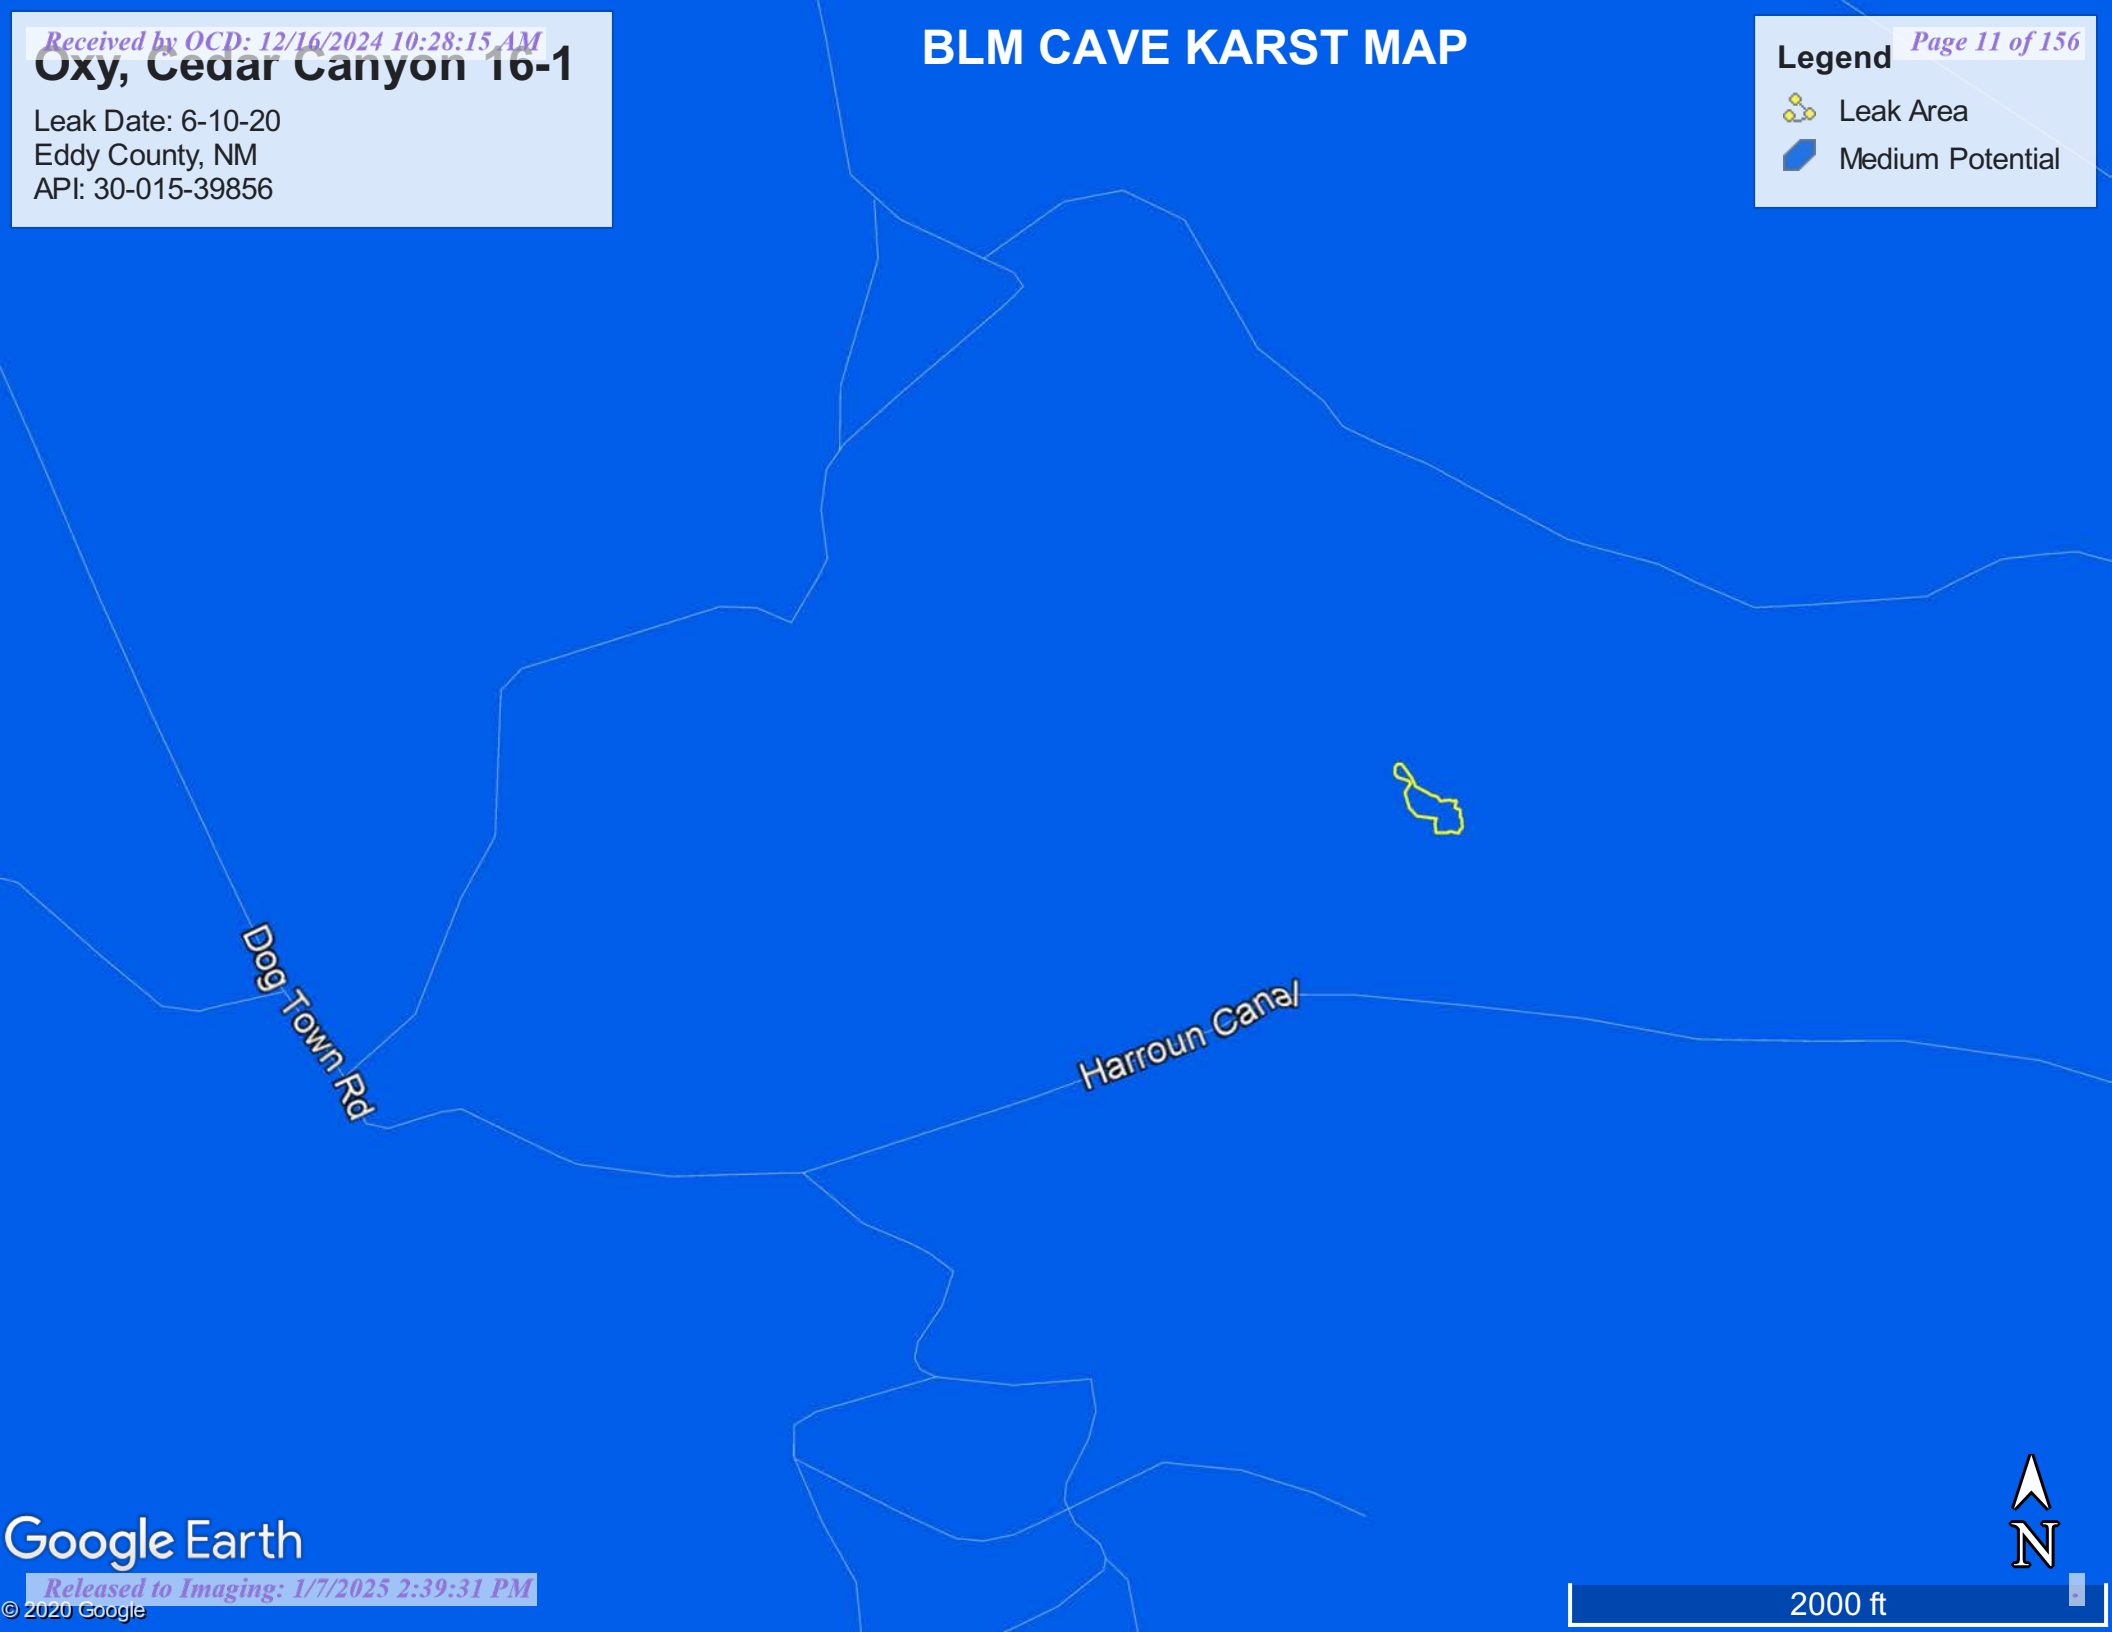 Received by OCD: 12/16/2024 10:28:15 AM
Oxy, Cedar Canyon 16-1
Leak Date: 6-10-20
Eddy County, NM
API: 30-015-39856
BLM CAVE KARST MAP
Page 11 of 156
Legend
Leak Area
Medium Potential
Dog Town Rd
Harroun Canal
N
Google Earth
Released to Imaging: 1/7/2025 2:39:31 PM
© 2020 Google
2000 ft